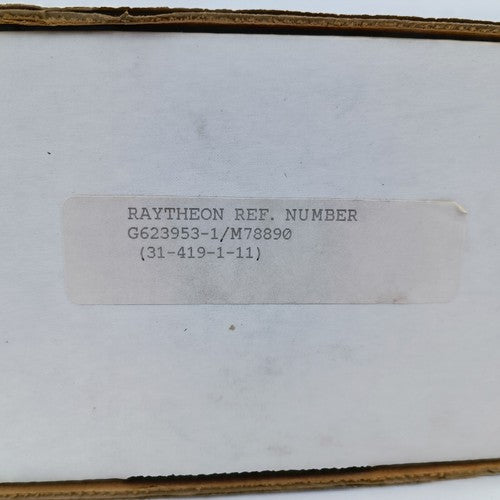 RAYTHEON REF. NUMBER
G623953-1/M78890
(31-419-1-11)